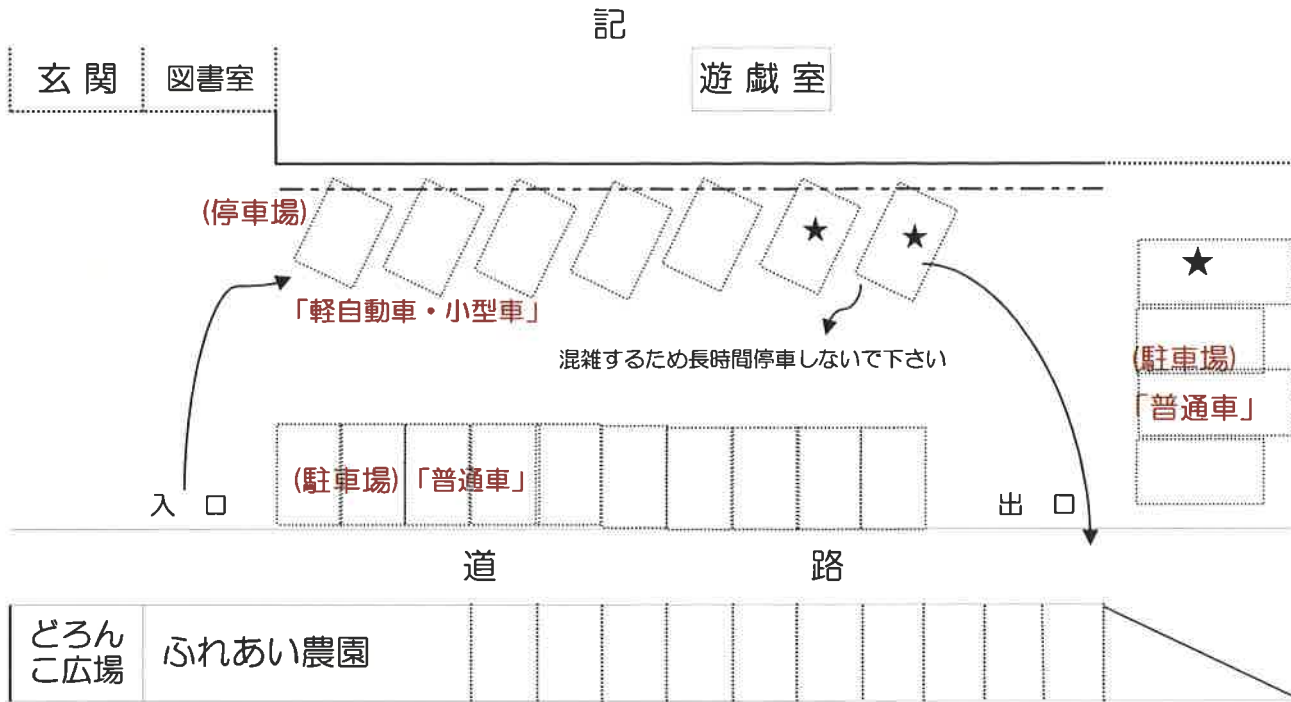 記
玄関
図書室
遊戯室
(停車場)
★
★
★
「軽自動車・小型車」
混雑するため長時間停車しないで下さい
(駐車場)
「普通車」
(駐車場)「普通車」
入口
出口
道路
どろん
こ広場
ふれあい農園